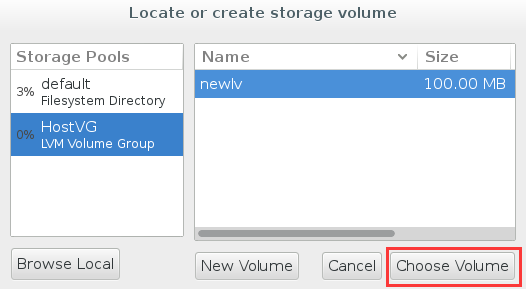 Locate or create storage volume
Storage Pools
3% default
Filesystem Directory
0% HostVG
LVM Volume Group
Name Size
newlv 100.00 MB
Browse Local
New Volume Cancel Choose Volume